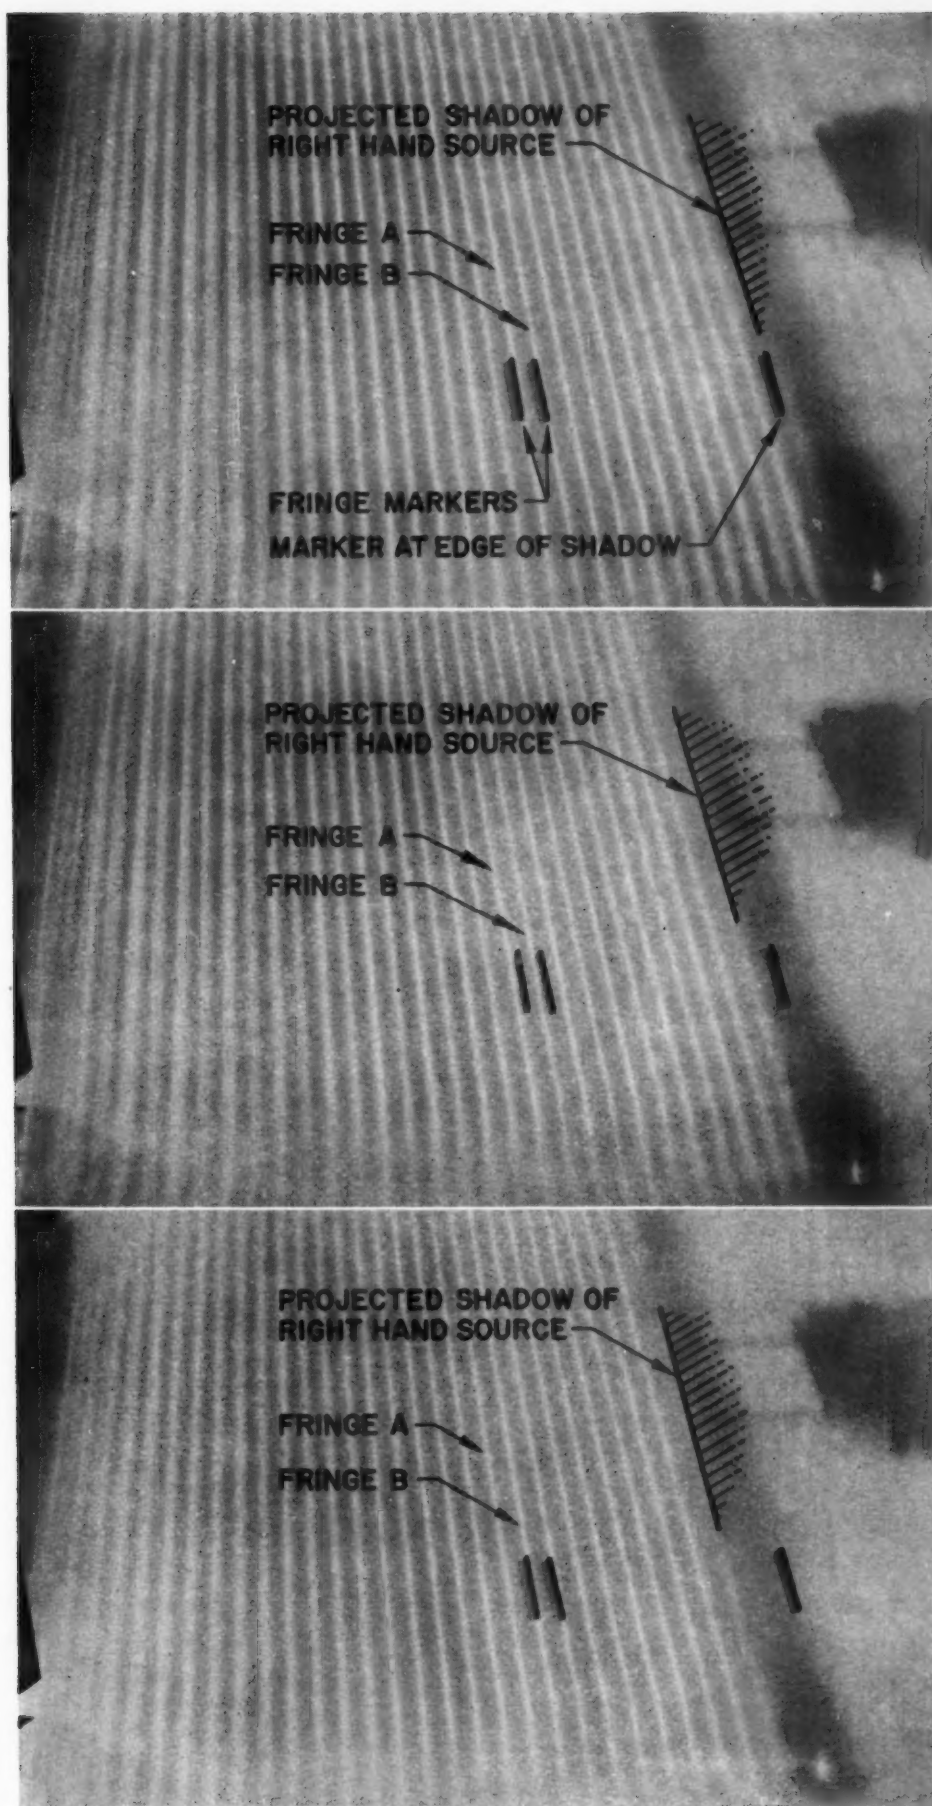 PROJECTED SHADOW OF
RIGHT HAND SOURCE
FRINGE A
FRINGE B
FRINGE MARKERS
MARKER AT EDGE OF SHADOW
PROJECTED SHADOW OF
RIGHT HAND SOURCE
FRINGE A
FRINGE B
PROJECTED SHADOW OF
RIGHT HAND SOURCE
FRINGE A
FRINGE B